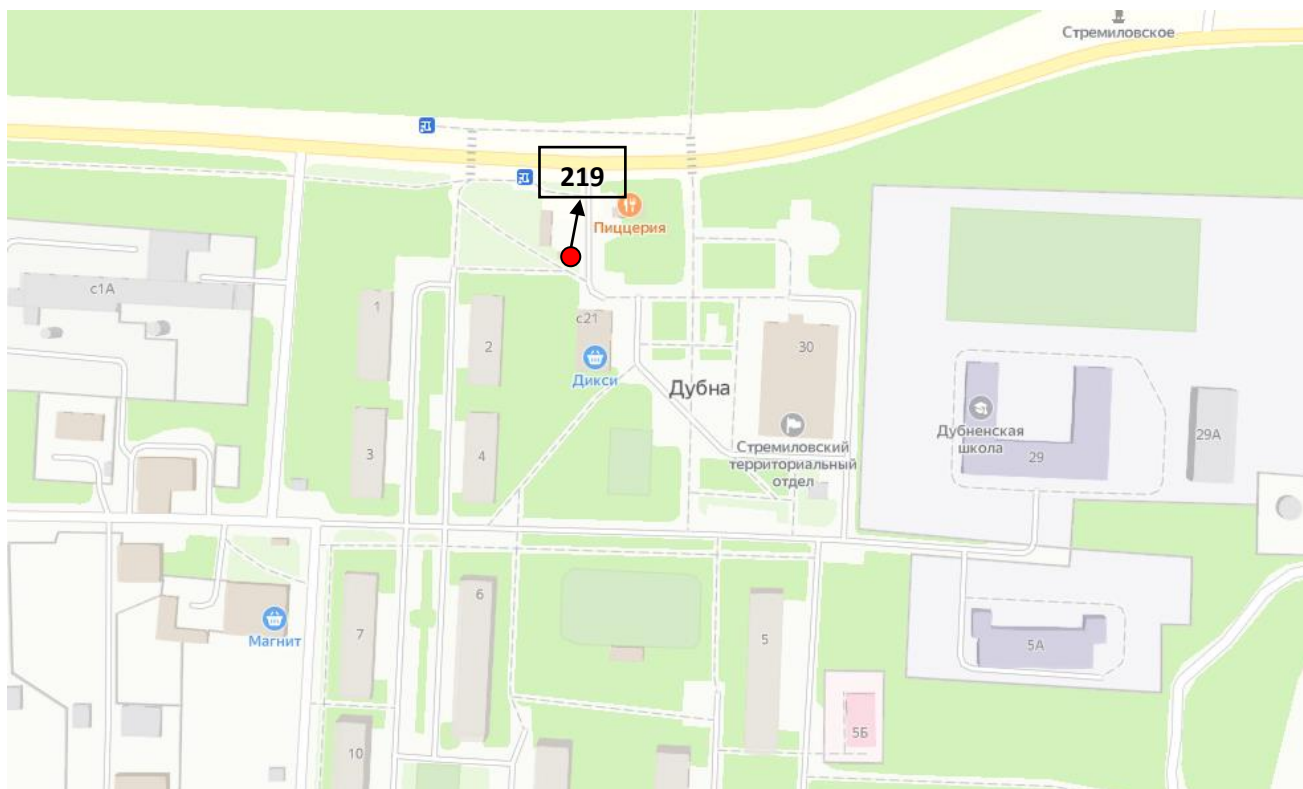 Стремиловское
219
Пиццерия
с1А
1
2
с21
30
Дикси
Дубна
Дубненская
школа
29
29А
3
4
Стремиловский
территориальный
отдел
7
6
5
Магнит
5А
10
5Б